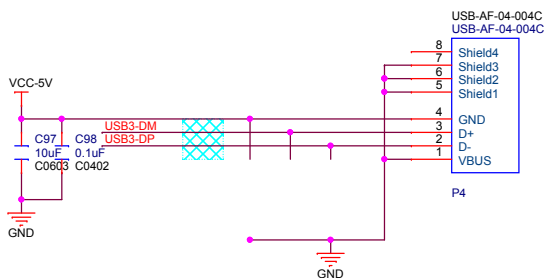 USB-AF-04-004C
USB-AF-04-004C
8
Shield4
7
Shield3
6
Shield2
5
Shield1
4
GND
3
D+
2
D-
1
VBUS
P4
VCC-5V
USB3-DM
USB3-DP
C97
10uF
C0603
C98
0.1uF
C0402
GND
GND